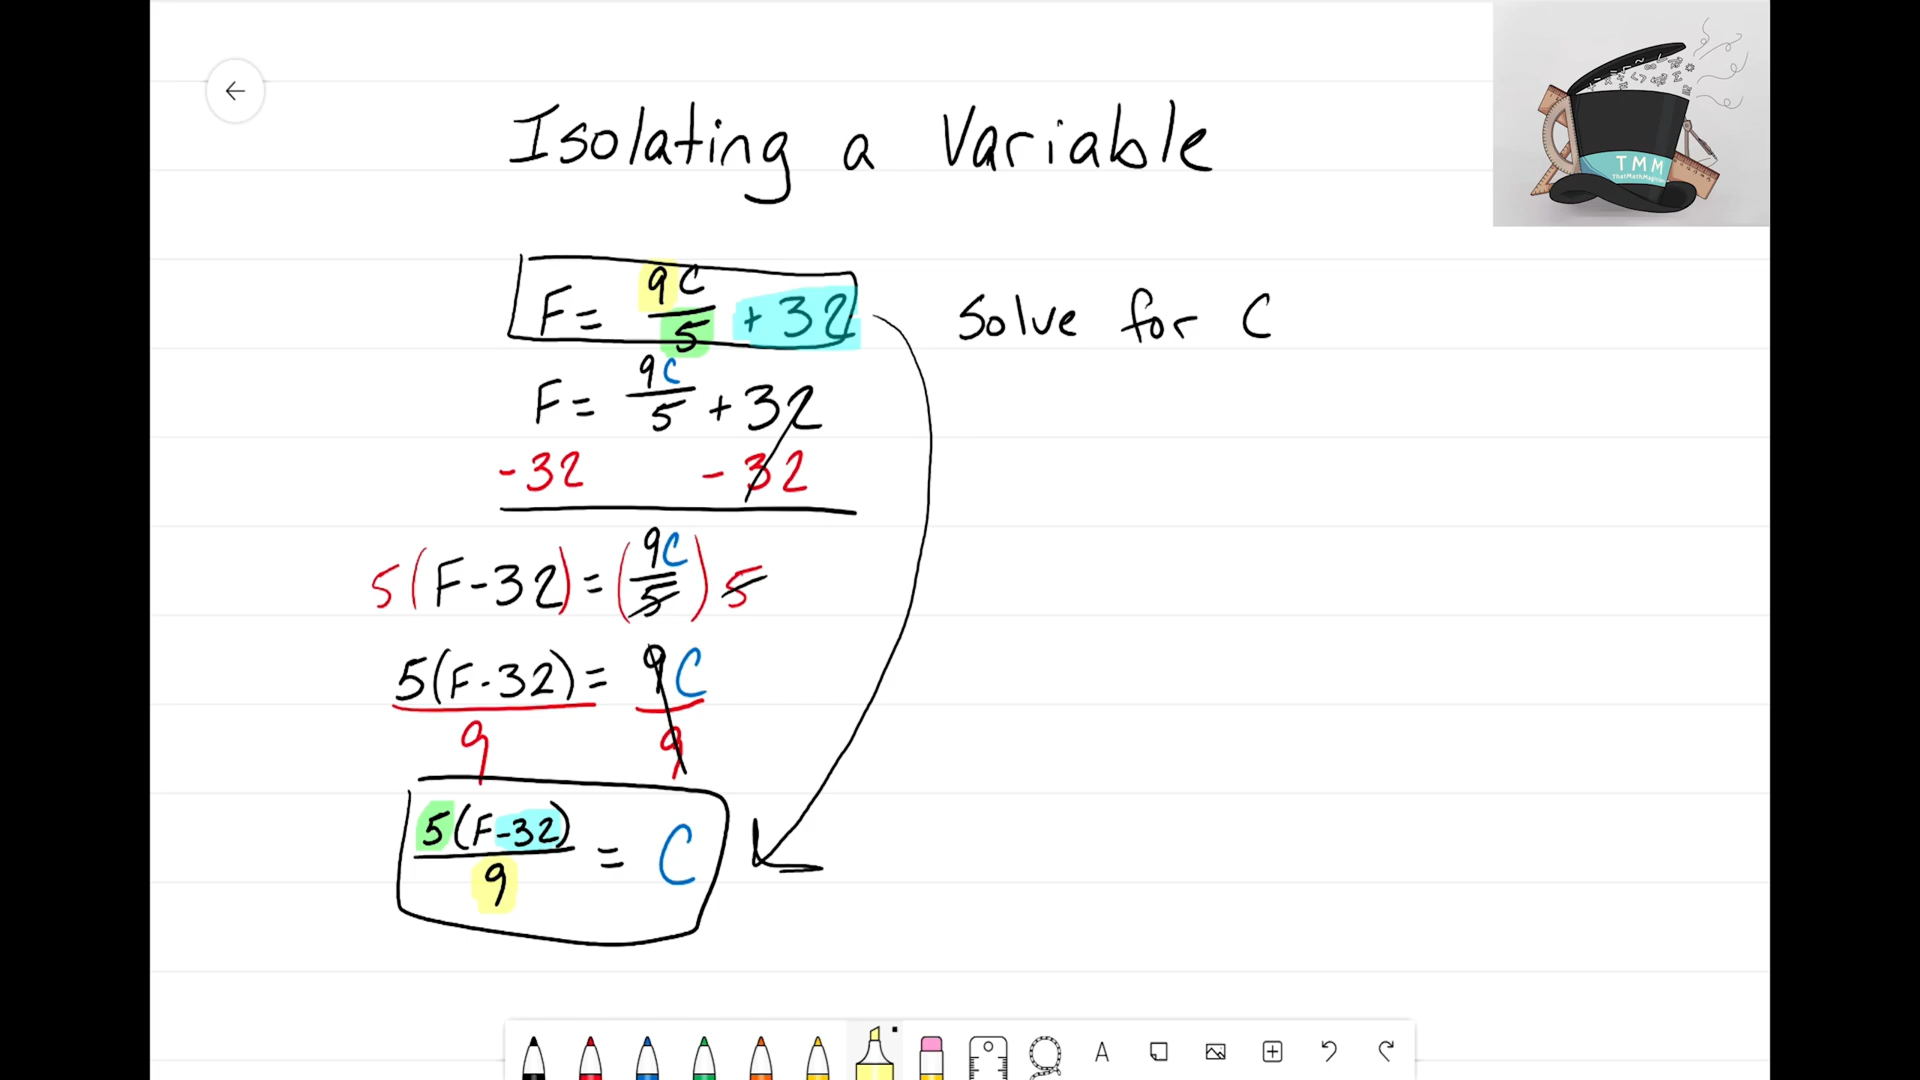 Isolating a Variable
TMM
ThatMathMagician
F = 9C/5 + 32
Solve for C
F = 9C/5 + 32
- 32 - 32
5(F - 32) = (9C/5)5
5(F - 32) = 9C
9 9
5(F - 32)/9 = C
A